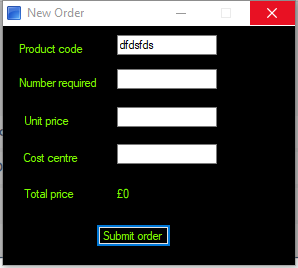 New Order
Product code dfdsfds
Number required
Unit price
Cost centre
Total price £0
Submit order